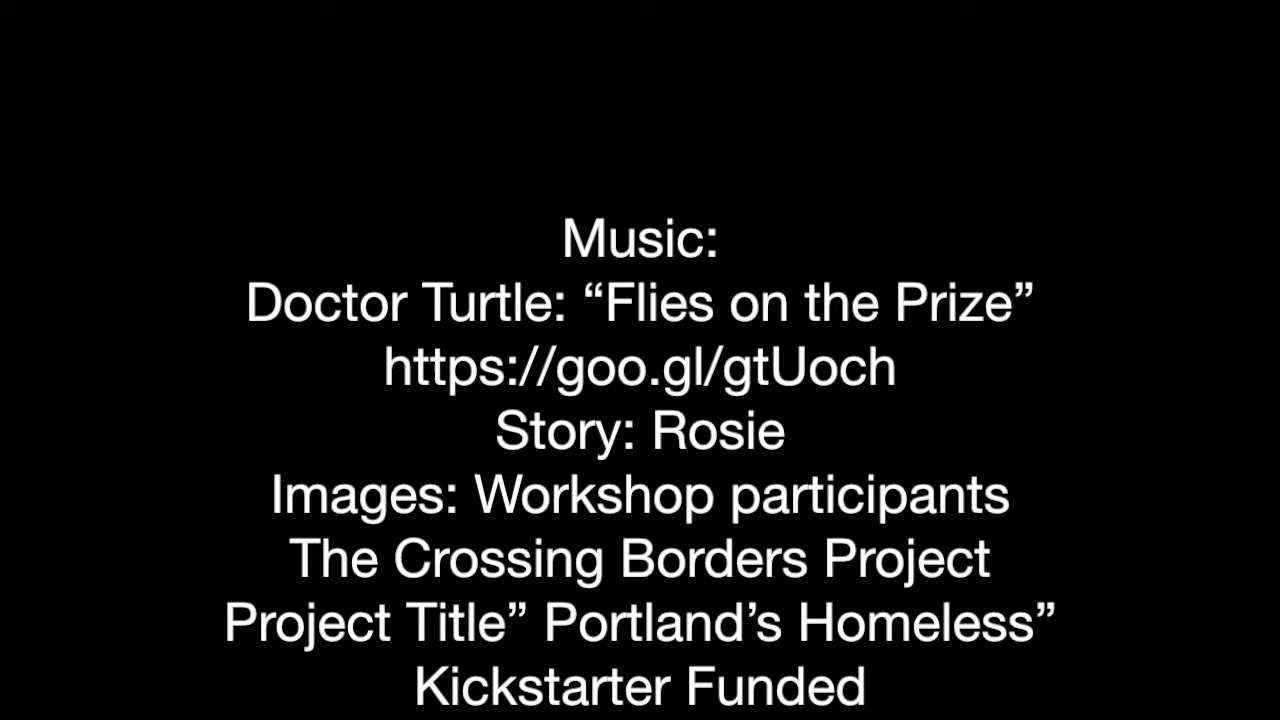 Music:
Doctor Turtle: “Flies on the Prize”
https://goo.gl/gtUoch
Story: Rosie
Images: Workshop participants
The Crossing Borders Project
Project Title” Portland’s Homeless”
Kickstarter Funded